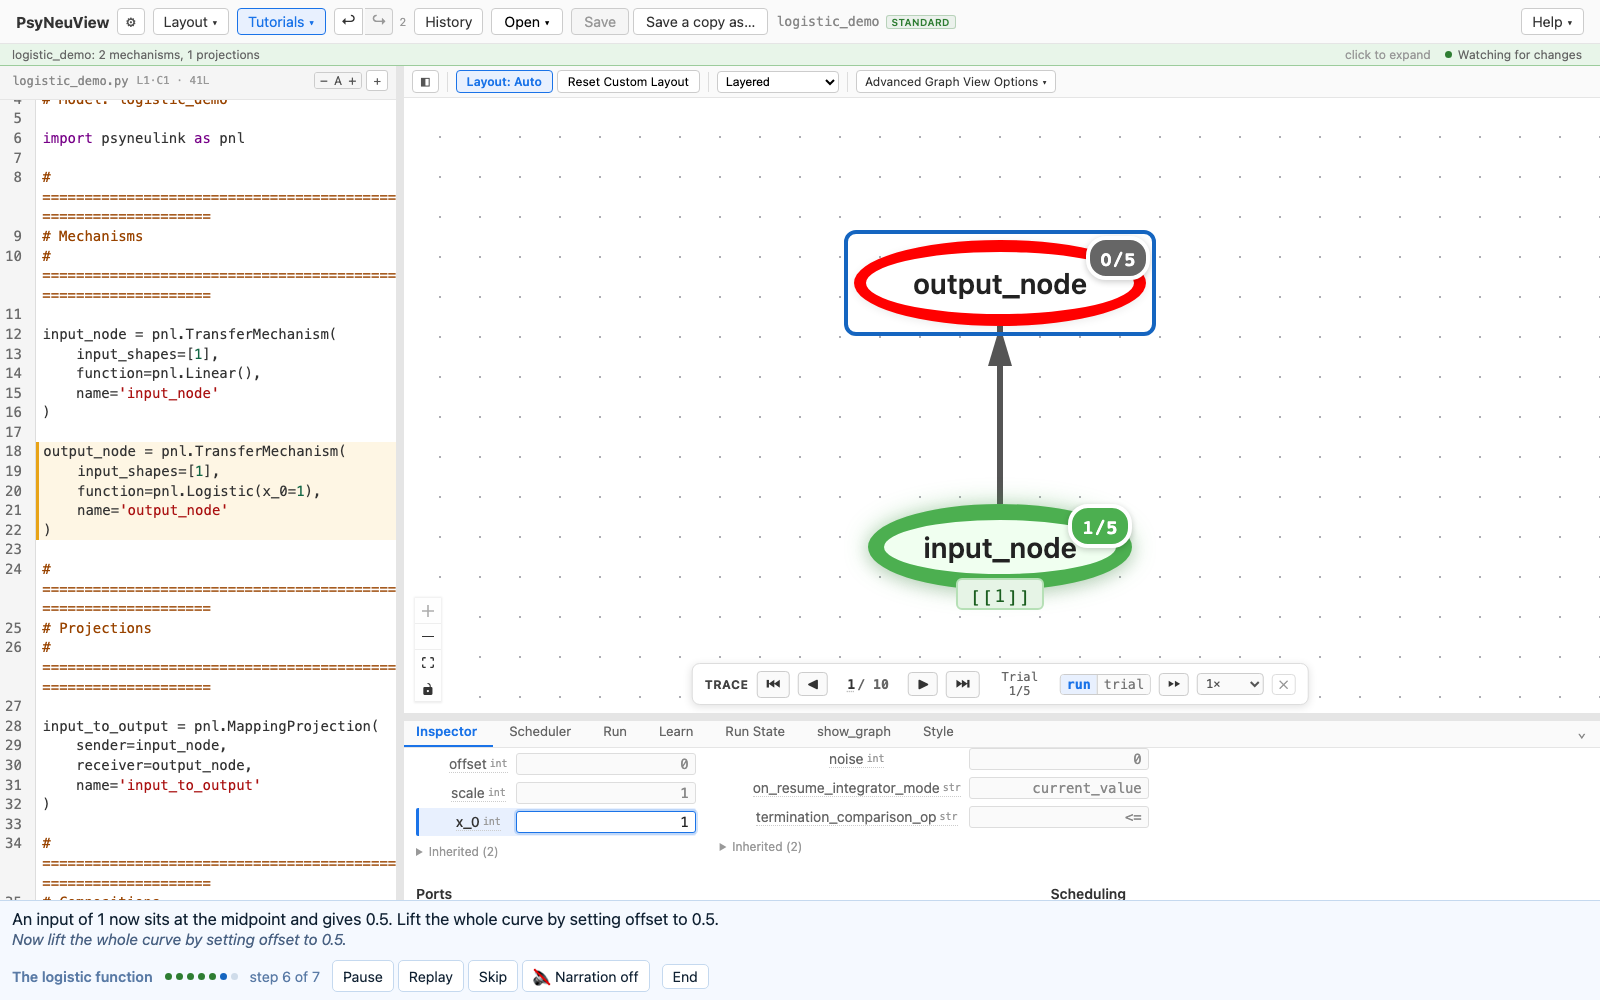 PsyNeuView ⚙ Layout ▾ Tutorials ▾ ↩ ↪ 2 History Open ▾ Save Save a copy as... logistic_demo STANDARD Help ▾
logistic_demo: 2 mechanisms, 1 projections click to expand Watching for changes
logistic_demo.py L1·C1 · 41L − A + +
Layout: Auto Reset Custom Layout Layered Advanced Graph View Options ▾
4 # Model: logistic_demo
5
6 import psyneulink as pnl
7
8 #
=========================================
====================
9 # Mechanisms
10 #
=========================================
====================
11
12 input_node = pnl.TransferMechanism(
13 input_shapes=[1],
14 function=pnl.Linear(),
15 name='input_node'
16 )
17
18 output_node = pnl.TransferMechanism(
19 input_shapes=[1],
20 function=pnl.Logistic(x_0=1),
21 name='output_node'
22 )
23
24 #
=========================================
====================
25 # Projections
26 #
=========================================
====================
27
28 input_to_output = pnl.MappingProjection(
29 sender=input_node,
30 receiver=output_node,
31 name='input_to_output'
32 )
33
34 #
=========================================
====================
output_node 0/5
input_node 1/5
[[1]]
TRACE 1 / 10 Trial 1/5 run trial 1×
Inspector Scheduler Run Learn Run State show_graph Style
offset int 0
scale int 1
x_0 int 1
▶ Inherited (2)
noise int 0
on_resume_integrator_mode str current_value
termination_comparison_op str <=
▶ Inherited (2)
Ports Scheduling
An input of 1 now sits at the midpoint and gives 0.5. Lift the whole curve by setting offset to 0.5.
Now lift the whole curve by setting offset to 0.5.
The logistic function step 6 of 7 Pause Replay Skip Narration off End